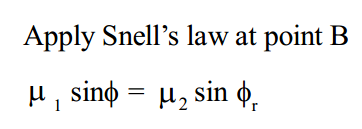 Apply Snell’s law at point B
μ₁ sinϕ = μ₂ sin ϕᵣ